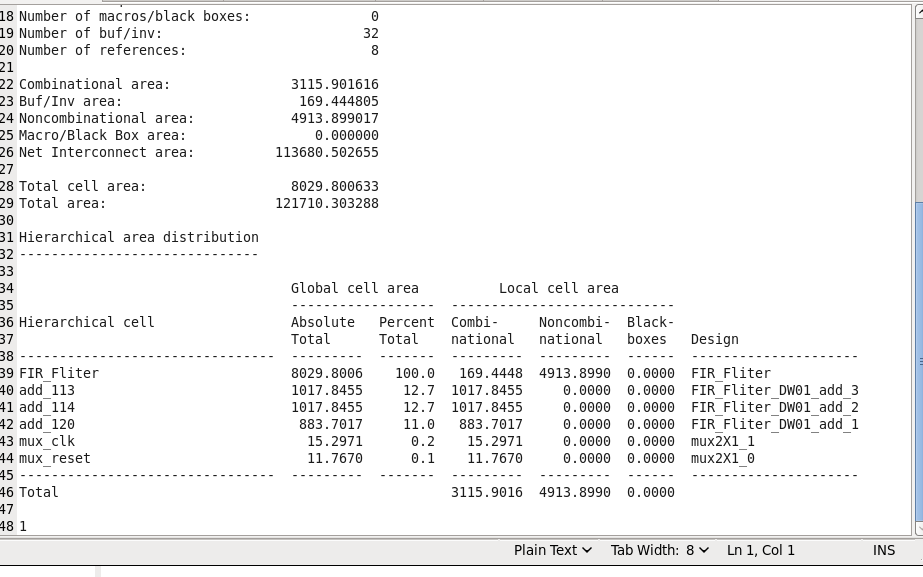 18 Number of macros/black boxes: 0
19 Number of buf/inv: 32
20 Number of references: 8
21
22 Combinational area: 3115.901616
23 Buf/Inv area: 169.444805
24 Noncombinational area: 4913.899017
25 Macro/Black Box area: 0.000000
26 Net Interconnect area: 113680.502655
27
28 Total cell area: 8029.800633
29 Total area: 121710.303288
30
31 Hierarchical area distribution
32 ------------------------------
33
34 Global cell area Local cell area
35 ------------------ ----------------------------
36 Hierarchical cell Absolute Percent Combi- Noncombi- Black-
37 Total Total national national boxes Design
38 -------------------------------- --------- ------- --------- --------- ------ ---------------------
39 FIR_Fliter 8029.8006 100.0 169.4448 4913.8990 0.0000 FIR_Fliter
40 add_113 1017.8455 12.7 1017.8455 0.0000 0.0000 FIR_Fliter_DW01_add_3
41 add_114 1017.8455 12.7 1017.8455 0.0000 0.0000 FIR_Fliter_DW01_add_2
42 add_120 883.7017 11.0 883.7017 0.0000 0.0000 FIR_Fliter_DW01_add_1
43 mux_clk 15.2971 0.2 15.2971 0.0000 0.0000 mux2X1_1
44 mux_reset 11.7670 0.1 11.7670 0.0000 0.0000 mux2X1_0
45 -------------------------------- --------- ------- --------- --------- ------ ---------------------
46 Total 3115.9016 4913.8990 0.0000
47
48 1
Plain Text Tab Width: 8 Ln 1, Col 1 INS